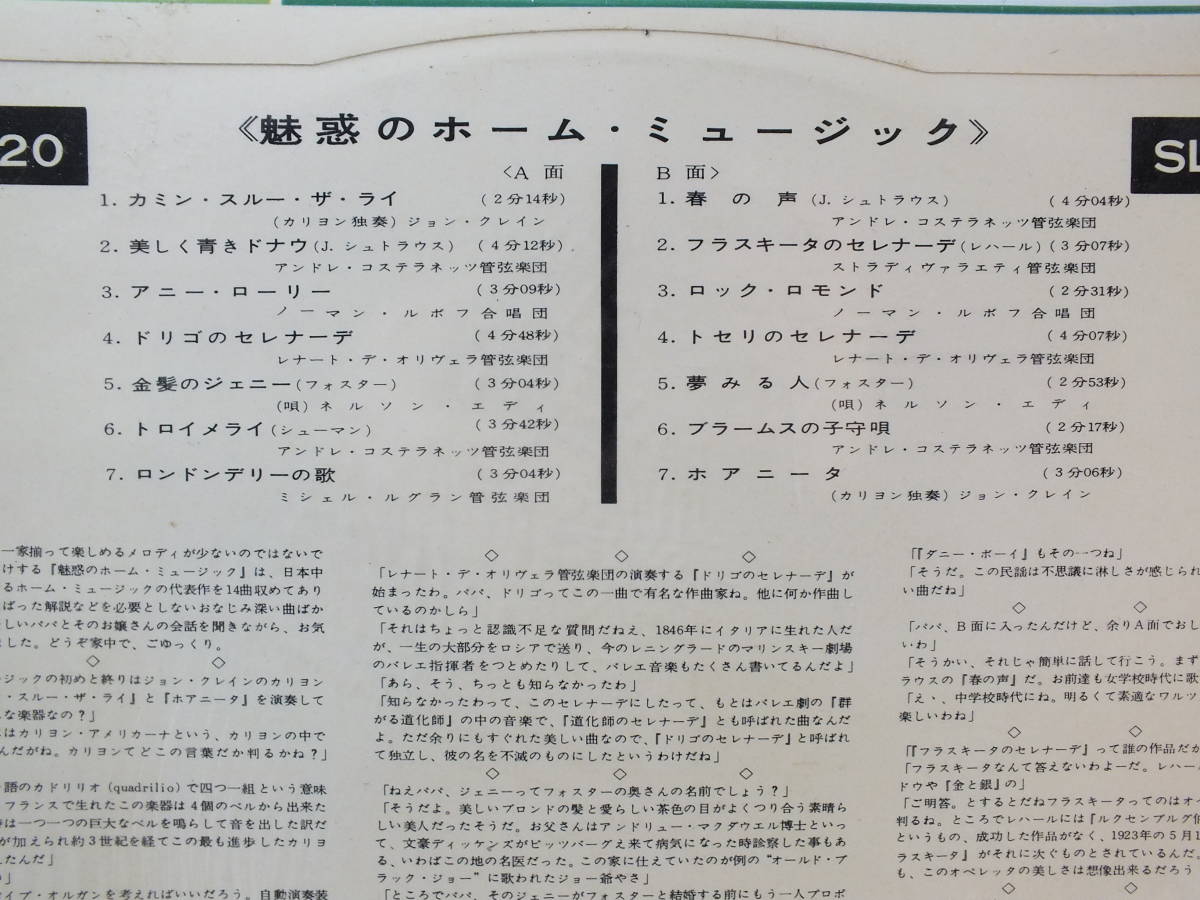 20
SL
《魅惑のホーム・ミュージック》
〈A 面
1. カミン・スルー・ザ・ライ (2分14秒)
(カリヨン独奏) ジョン・クレイン
2. 美しく青きドナウ (J. シュトラウス) (4分12秒)
アンドレ・コステラネッツ管弦楽団
3. アニー・ローリー (3分09秒)
ノーマン・ルボフ合唱団
4. ドリゴのセレナーデ (4分48秒)
レナート・デ・オリヴェラ管弦楽団
5. 金髪のジェニー (フォスター) (3分04秒)
(唄) ネルソン・エディ
6. トロイメライ (シューマン) (3分42秒)
アンドレ・コステラネッツ管弦楽団
7. ロンドンデリーの歌 (3分04秒)
ミシェル・ルグラン管弦楽団
B 面〉
1. 春の声 (J. シュトラウス) (4分04秒)
アンドレ・コステラネッツ管弦楽団
2. フラスキータのセレナーデ (レハール) (3分07秒)
ストラディヴァラエティ管弦楽団
3. ロック・ロモンド (2分31秒)
ノーマン・ルボフ合唱団
4. トセリのセレナーデ (4分07秒)
レナート・デ・オリヴェラ管弦楽団
5. 夢みる人 (フォスター) (2分53秒)
(唄) ネルソン・エディ
6. ブラームスの子守唄 (2分17秒)
アンドレ・コステラネッツ管弦楽団
7. ホアニータ (3分06秒)
(カリヨン独奏) ジョン・クレイン
一家揃って楽しめるメロディが少ないのではないで
けする『魅惑のホーム・ミュージック』は、日本中
るホーム・ミュージックの代表作を14曲収めてあり
ばった解説などを必要としないおなじみ深い曲ばか
しいパパとそのお嬢さんの会話を聞きながら、お気
ました。どうぞ家中で、ごゆっくり。
◇ ◇
ージックの初めと終りはジョン・クレインのカリヨン
・スルー・ザ・ライ』と『ホアニータ』を演奏して
な楽器なの？」
はカリヨン・アメリカーナという、カリヨンの中で
んだがね。カリヨンてどこの言葉だか判るかね？」
語のカドリリオ (quadrilio) で四つ一組という意味
フランスで生れたこの楽器は4個のベルから出来た
は一つ一つの巨大なベルを鳴らして音を出した訳だ
が加えられ約3世紀を経てこの最も進歩したカリヨ
したんだ」
」
イプ・オルガンを考えればいいだろう。自動演奏装
◇ ◇ ◇
「レナート・デ・オリヴェラ管弦楽団の演奏する『ドリゴのセレナーデ』が
始まったわ。パパ、ドリゴってこの一曲で有名な作曲家ね。他に何か作曲し
ているのかしら」
「それはちょっと認識不足な質問だねえ、1846年にイタリアに生れた人だ
が、一生の大部分をロシアで送り、今のレニングラードのマリンスキー劇場
のバレエ指揮者をつとめたりして、バレエ音楽もたくさん書いてるんだよ」
「あら、そう、ちっとも知らなかったわ」
「知らなかったわって、このセレナーデにしたって、もとはバレエ劇の『群
がる道化師』の中の音楽で、『道化師のセレナーデ』とも呼ばれた曲なんだ
よ。ただ余りにもすぐれた美しい曲なので、『ドリゴのセレナーデ』と呼ばれ
て独立し、彼の名を不滅のものにしたというわけだね」
◇ ◇ ◇
「ねえパパ、ジェニーってフォスターの奥さんの名前でしょう？」
「そうだよ。美しいブロンドの髪と愛らしい茶色の目がよくつり合う素晴ら
しい美人だったそうだ。お父さんはアンドリュー・マクダウエル博士といっ
て、文豪ディッケンズがピッツバーグえ来て病気になった時診察した事もあ
る、いわばこの地の名医だった。この家に仕えていたのが例の“オールド・ブ
ラック・ジョー”に歌われたジョー爺やさ」
「ところでパパ、そのジェニーがフォスターと結婚する前にもう一人プロポ
「『ダニー・ボーイ』もその一つね」
「そうだ。この民謡は不思議に淋しさが感じられ
い曲だね」
◇ ◇
「パパ、B面に入ったんだけど、余りA面でおし
いわ」
「そうかい、それじゃ簡単に話して行こう。まず
ラウスの『春の声』だ。お前達も女学校時代に歌
「え、、中学校時代にね。明るくて素適なワルツ
楽しいわね」
◇ ◇
「『フラスキータのセレナーデ』って誰の作品だか
「フラスキータなんて答えないわよーだ。レハー
ドウや『金と銀』の」
「ご明答。とするとだねフラスキータってのはオ
判るね。ところでレハールには『ルクセンブルグ伯
というもの、成功した作品がなく、1923年の5月1
ラスキータ』がそれに次ぐものとされているんだ。
も、このオペレッタの美しさは想像出来るだろう
◇ ◇